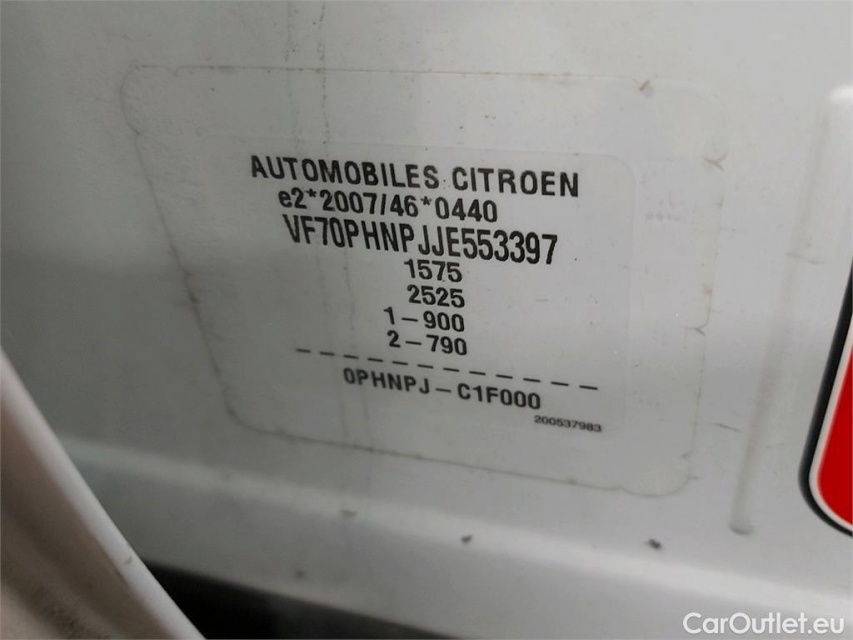 AUTOMOBILES CITROEN
e2*2007/46*0440
VF70PHNPJJE553397
1575
2525
1-900
2-790
0PHNPJ-C1F000
200537983
CarOutlet.eu